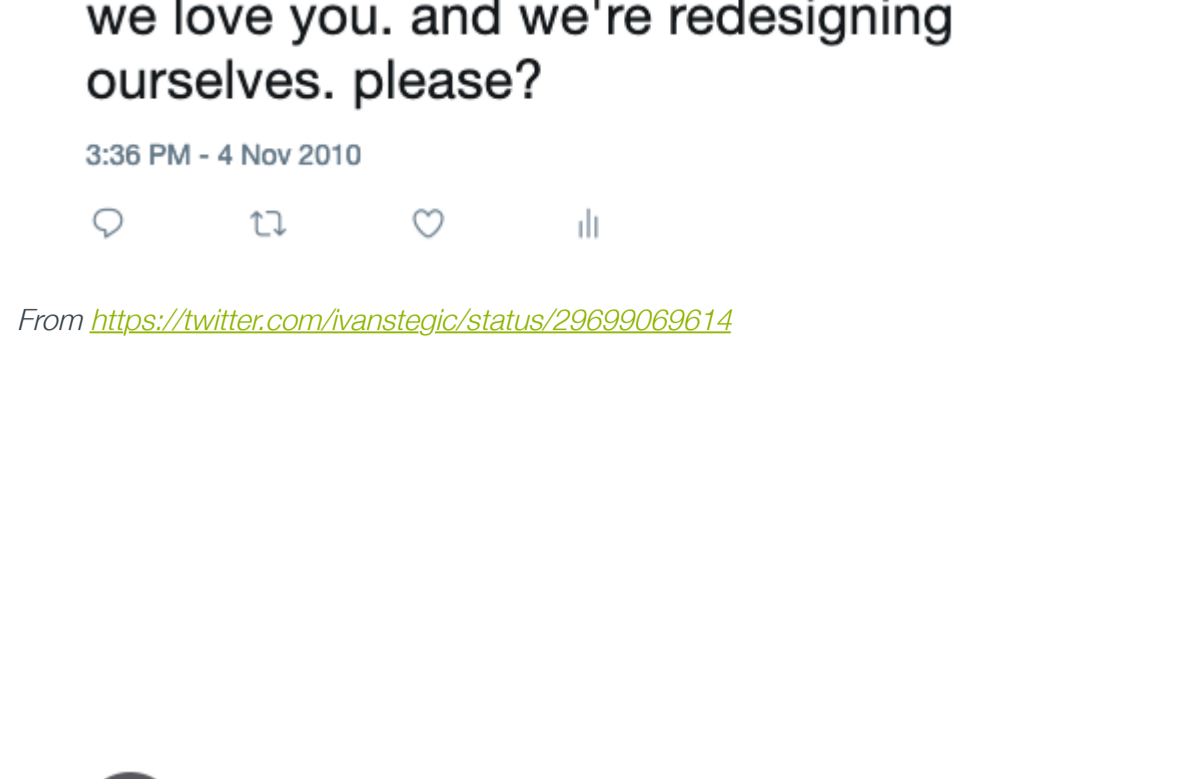 we love you. and we're redesigning
ourselves. please?
3:36 PM - 4 Nov 2010
From https://twitter.com/ivanstegic/status/29699069614